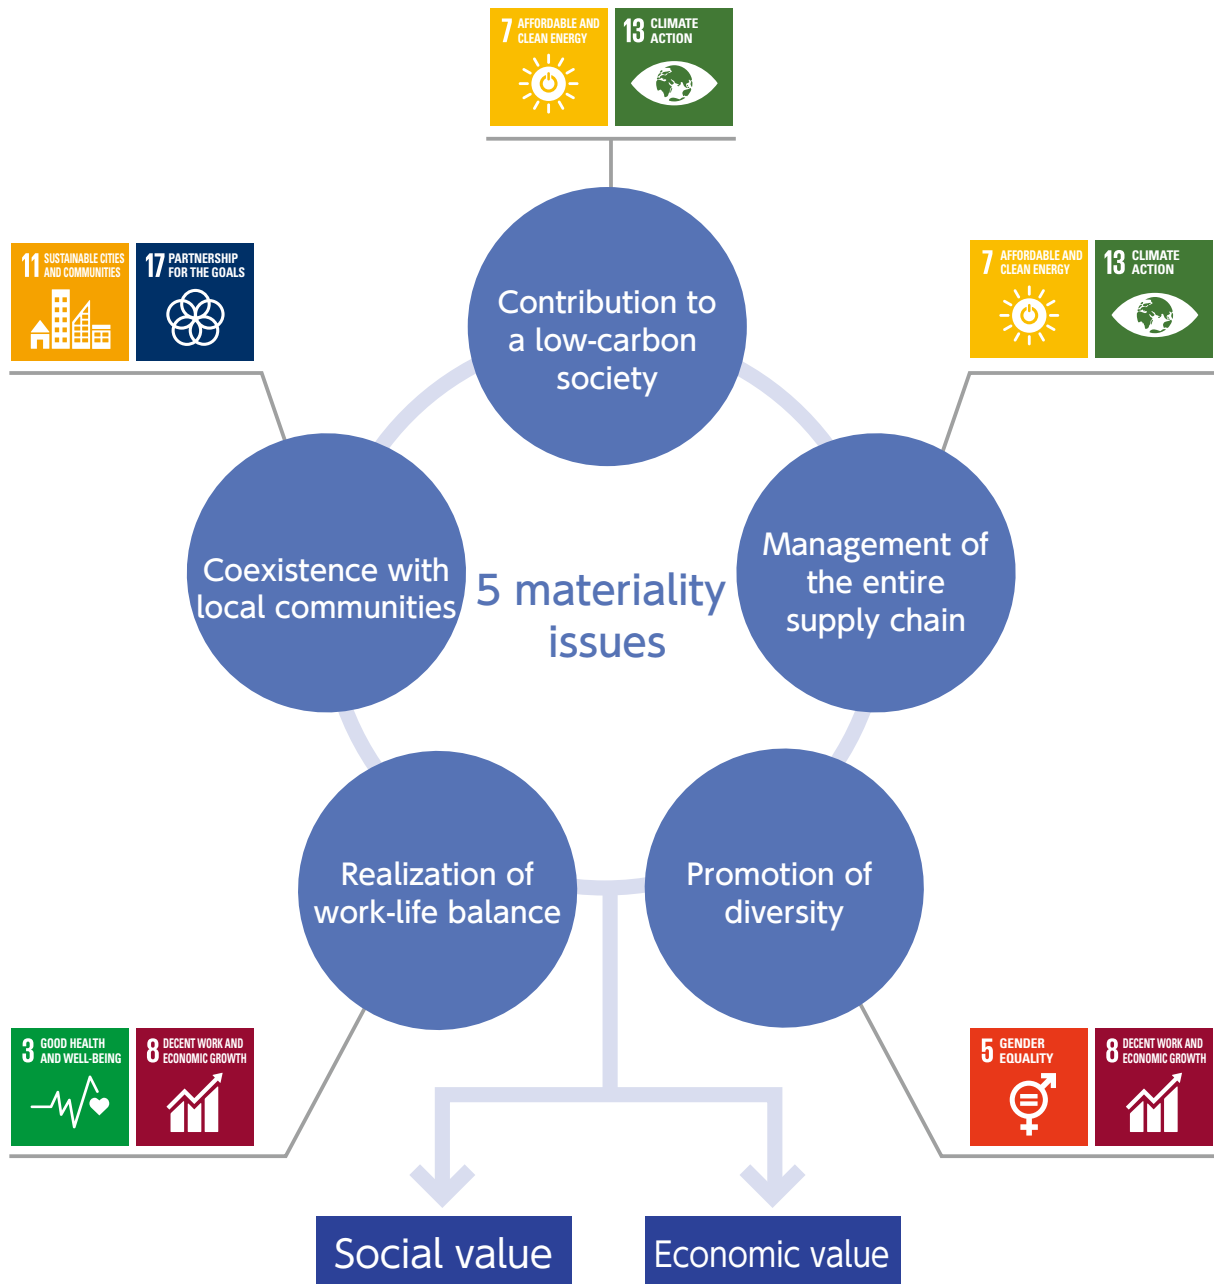 7 AFFORDABLE AND
CLEAN ENERGY
13 CLIMATE
ACTION
Contribution to
a low-carbon
society
11 SUSTAINABLE CITIES
AND COMMUNITIES
17 PARTNERSHIP
FOR THE GOALS
7 AFFORDABLE AND
CLEAN ENERGY
13 CLIMATE
ACTION
Coexistence with
local communities
5 materiality
issues
Management of
the entire
supply chain
Realization of
work-life balance
Promotion of
diversity
3 GOOD HEALTH
AND WELL-BEING
8 DECENT WORK AND
ECONOMIC GROWTH
5 GENDER
EQUALITY
8 DECENT WORK AND
ECONOMIC GROWTH
Social value
Economic value